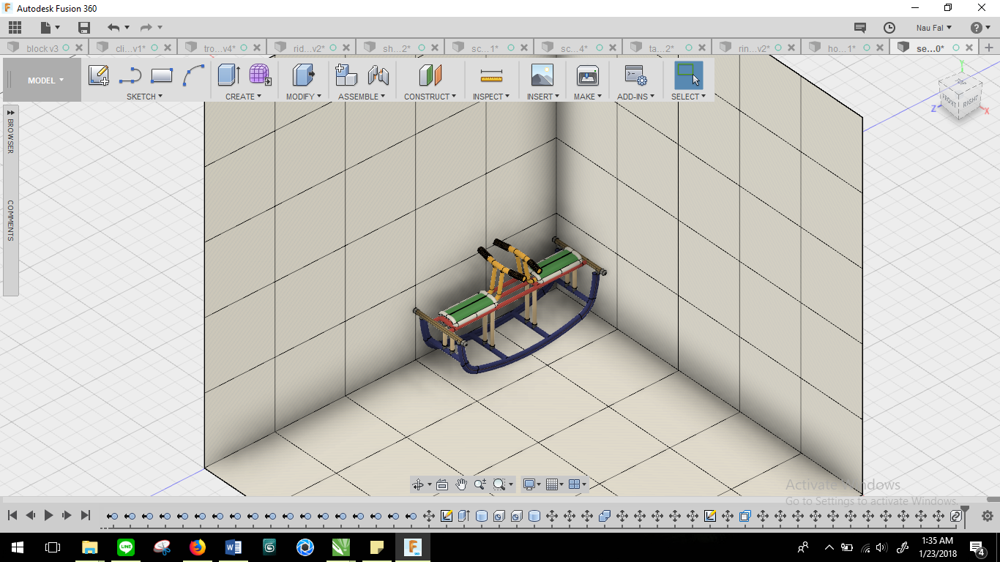 Autodesk Fusion 360
Nau Fal
block v3
cli...v1*
tro...v4*
rid...v2*
sh...2*
sc...1*
sc...4*
ta...2*
rin...v2*
ho...1*
se...0*
MODEL
SKETCH
CREATE
MODIFY
ASSEMBLE
CONSTRUCT
INSPECT
INSERT
MAKE
ADD-INS
SELECT
BROWSER
COMMENTS
FRONT
RIGHT
Y
Z
X
Activate Windows
Go to Settings to activate Windows.
LINE
1:35 AM
1/23/2018
4